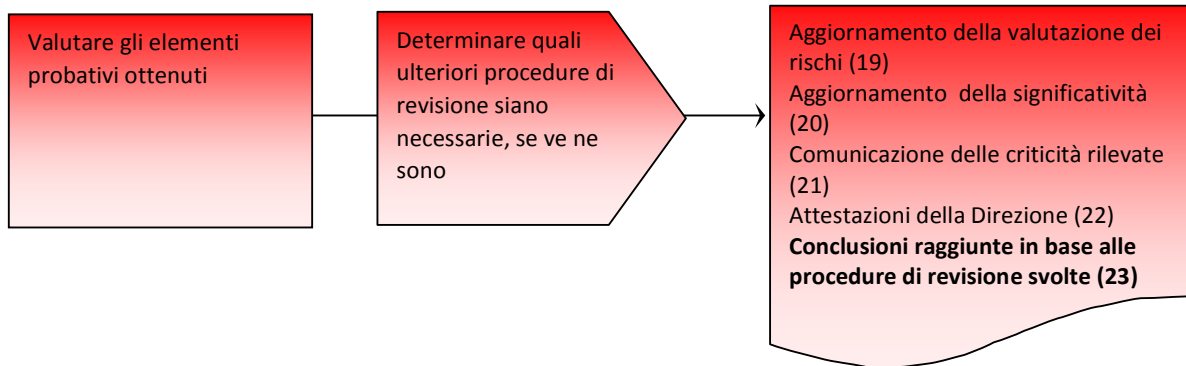 Valutare gli elementi
probativi ottenuti
Determinare quali
ulteriori procedure di
revisione siano
necessarie, se ve ne
sono
Aggiornamento della valutazione dei
rischi (19)
Aggiornamento della significatività
(20)
Comunicazione delle criticità rilevate
(21)
Attestazioni della Direzione (22)
Conclusioni raggiunte in base alle
procedure di revisione svolte (23)